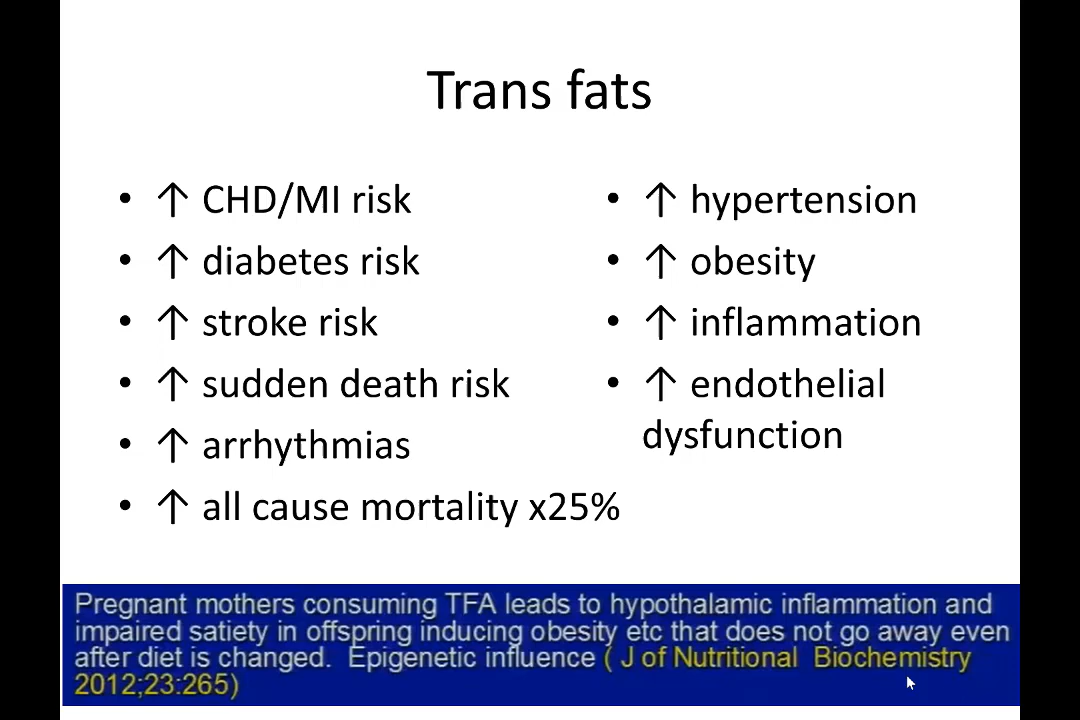 Trans fats
• ↑ CHD/MI risk
• ↑ diabetes risk
• ↑ stroke risk
• ↑ sudden death risk
• ↑ arrhythmias
• ↑ all cause mortality x25%
• ↑ hypertension
• ↑ obesity
• ↑ inflammation
• ↑ endothelial
dysfunction
Pregnant mothers consuming TFA leads to hypothalamic inflammation and
impaired satiety in offspring inducing obesity etc that does not go away even
after diet is changed. Epigenetic influence ( J of Nutritional Biochemistry
2012;23:265)